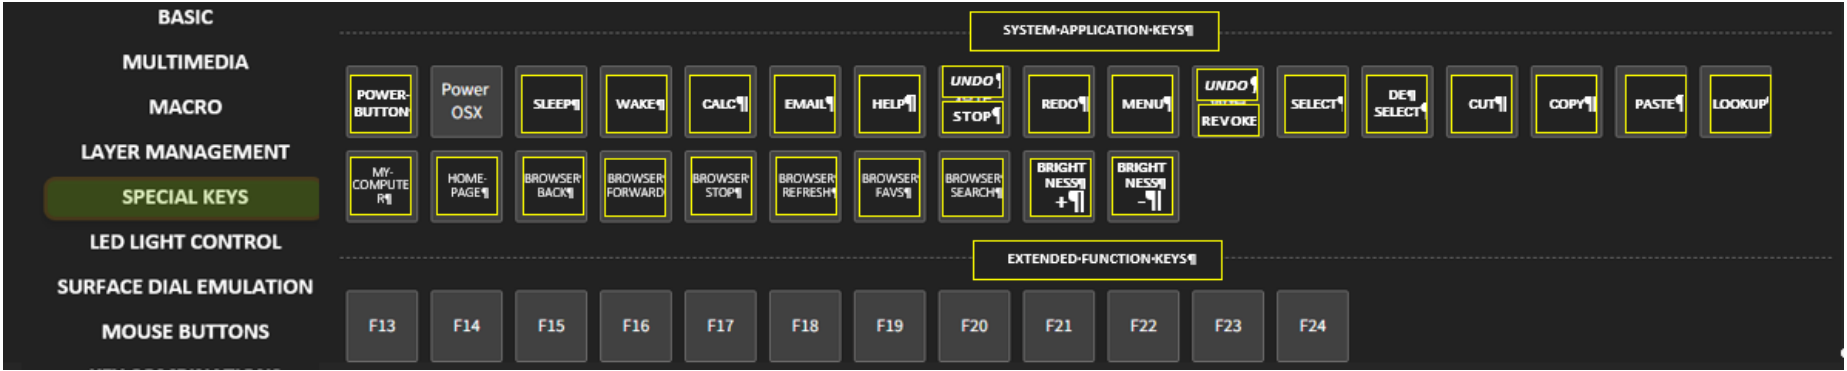 BASIC
MULTIMEDIA
MACRO
LAYER MANAGEMENT
SPECIAL KEYS
LED LIGHT CONTROL
SURFACE DIAL EMULATION
MOUSE BUTTONS
SYSTEM·APPLICATION·KEYS¶
POWER-
BUTTON
Power
OSX
SLEEP¶
WAKE¶
CALC¶
EMAIL¶
HELP¶
UNDO¶
STOP¶
REDO¶
MENU¶
UNDO¶
REVOKE
SELECT¶
DE¶
SELECT¶
CUT¶
COPY¶
PASTE¶
LOOKUP
MY-
COMPUTE
R¶
HOME-
PAGE¶
BROWSER
BACK¶
BROWSER
FORWARD
BROWSER
STOP¶
BROWSER
REFRESH¶
BROWSER
FAVS¶
BROWSER
SEARCH¶
BRIGHT
NESS¶
+¶
BRIGHT
NESS¶
-¶
EXTENDED·FUNCTION·KEYS¶
F13
F14
F15
F16
F17
F18
F19
F20
F21
F22
F23
F24